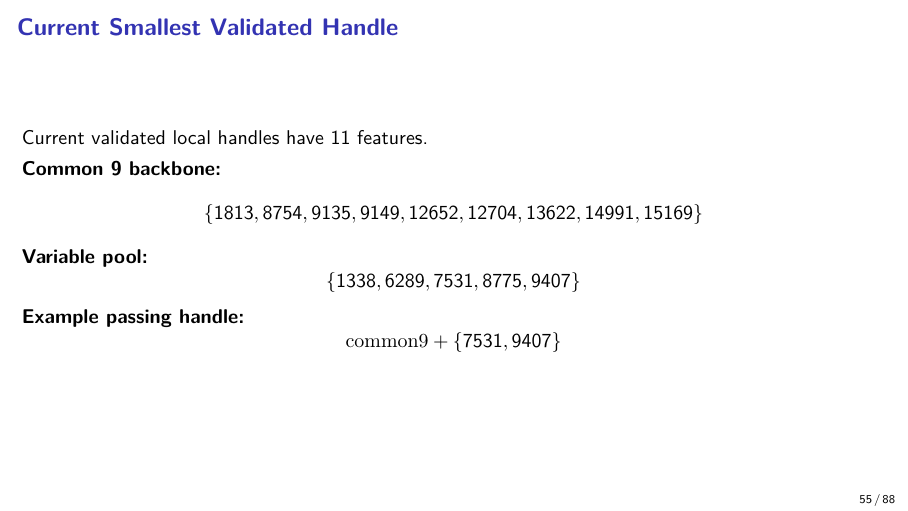 Current Smallest Validated Handle
Current validated local handles have 11 features.
Common 9 backbone:
{1813, 8754, 9135, 9149, 12652, 12704, 13622, 14991, 15169}
Variable pool:
{1338, 6289, 7531, 8775, 9407}
Example passing handle:
common9 + {7531, 9407}
55 / 88